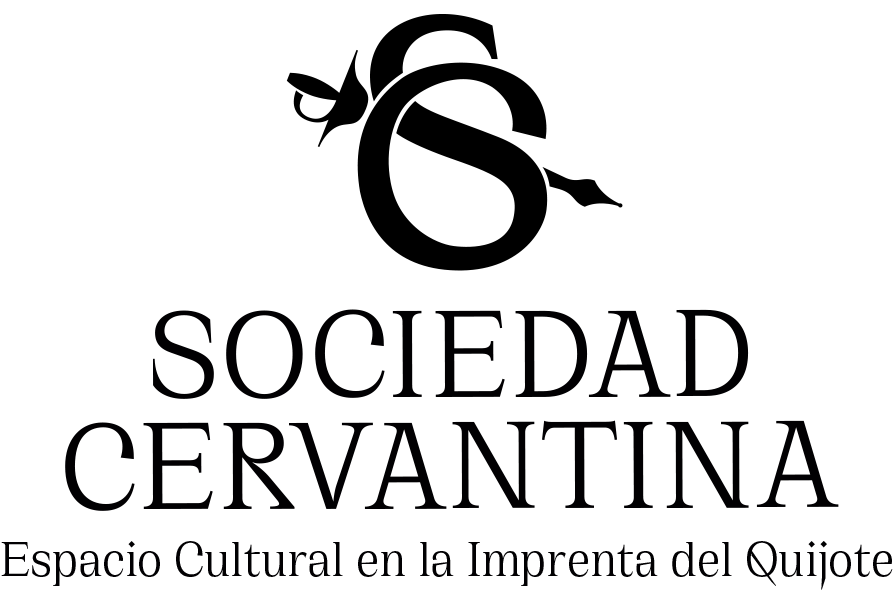 SOCIEDAD
CERVANTINA
Espacio Cultural en la Imprenta del Quijote